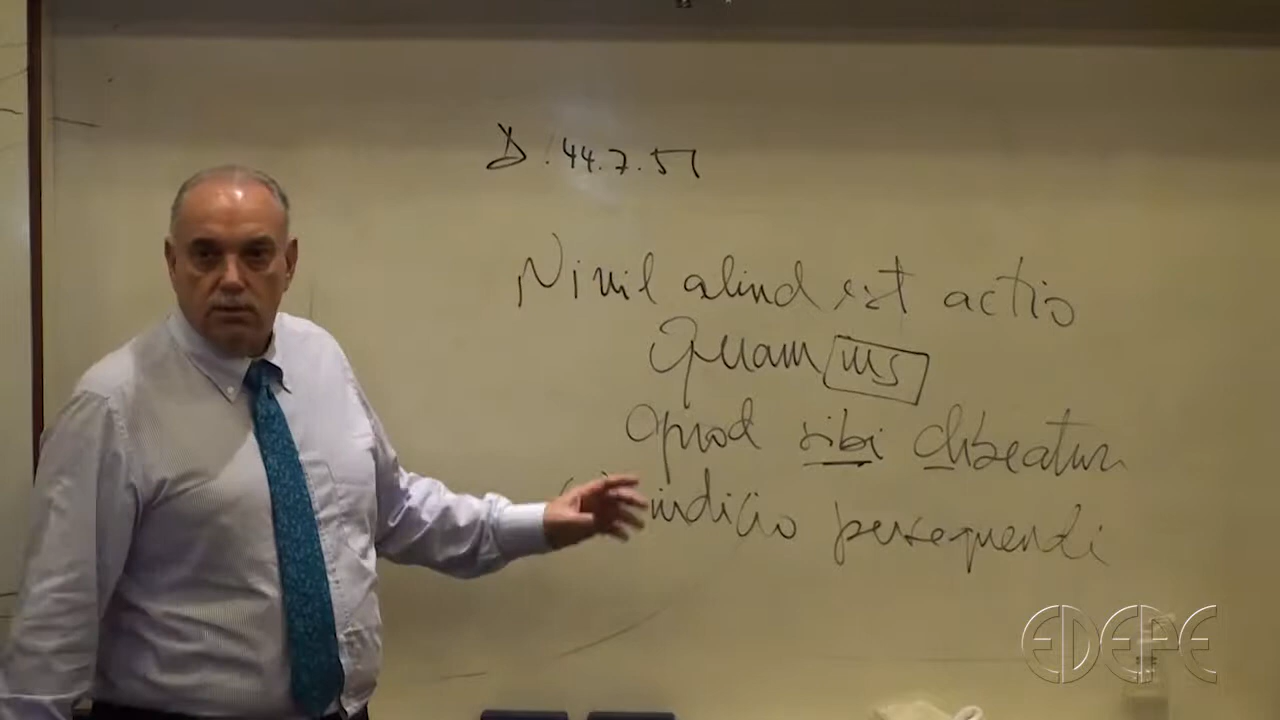 D. 44.7.51
Nihil aliud est actio
Quam ius
quod sibi debeatur
iudicio persequendi
EDEPE